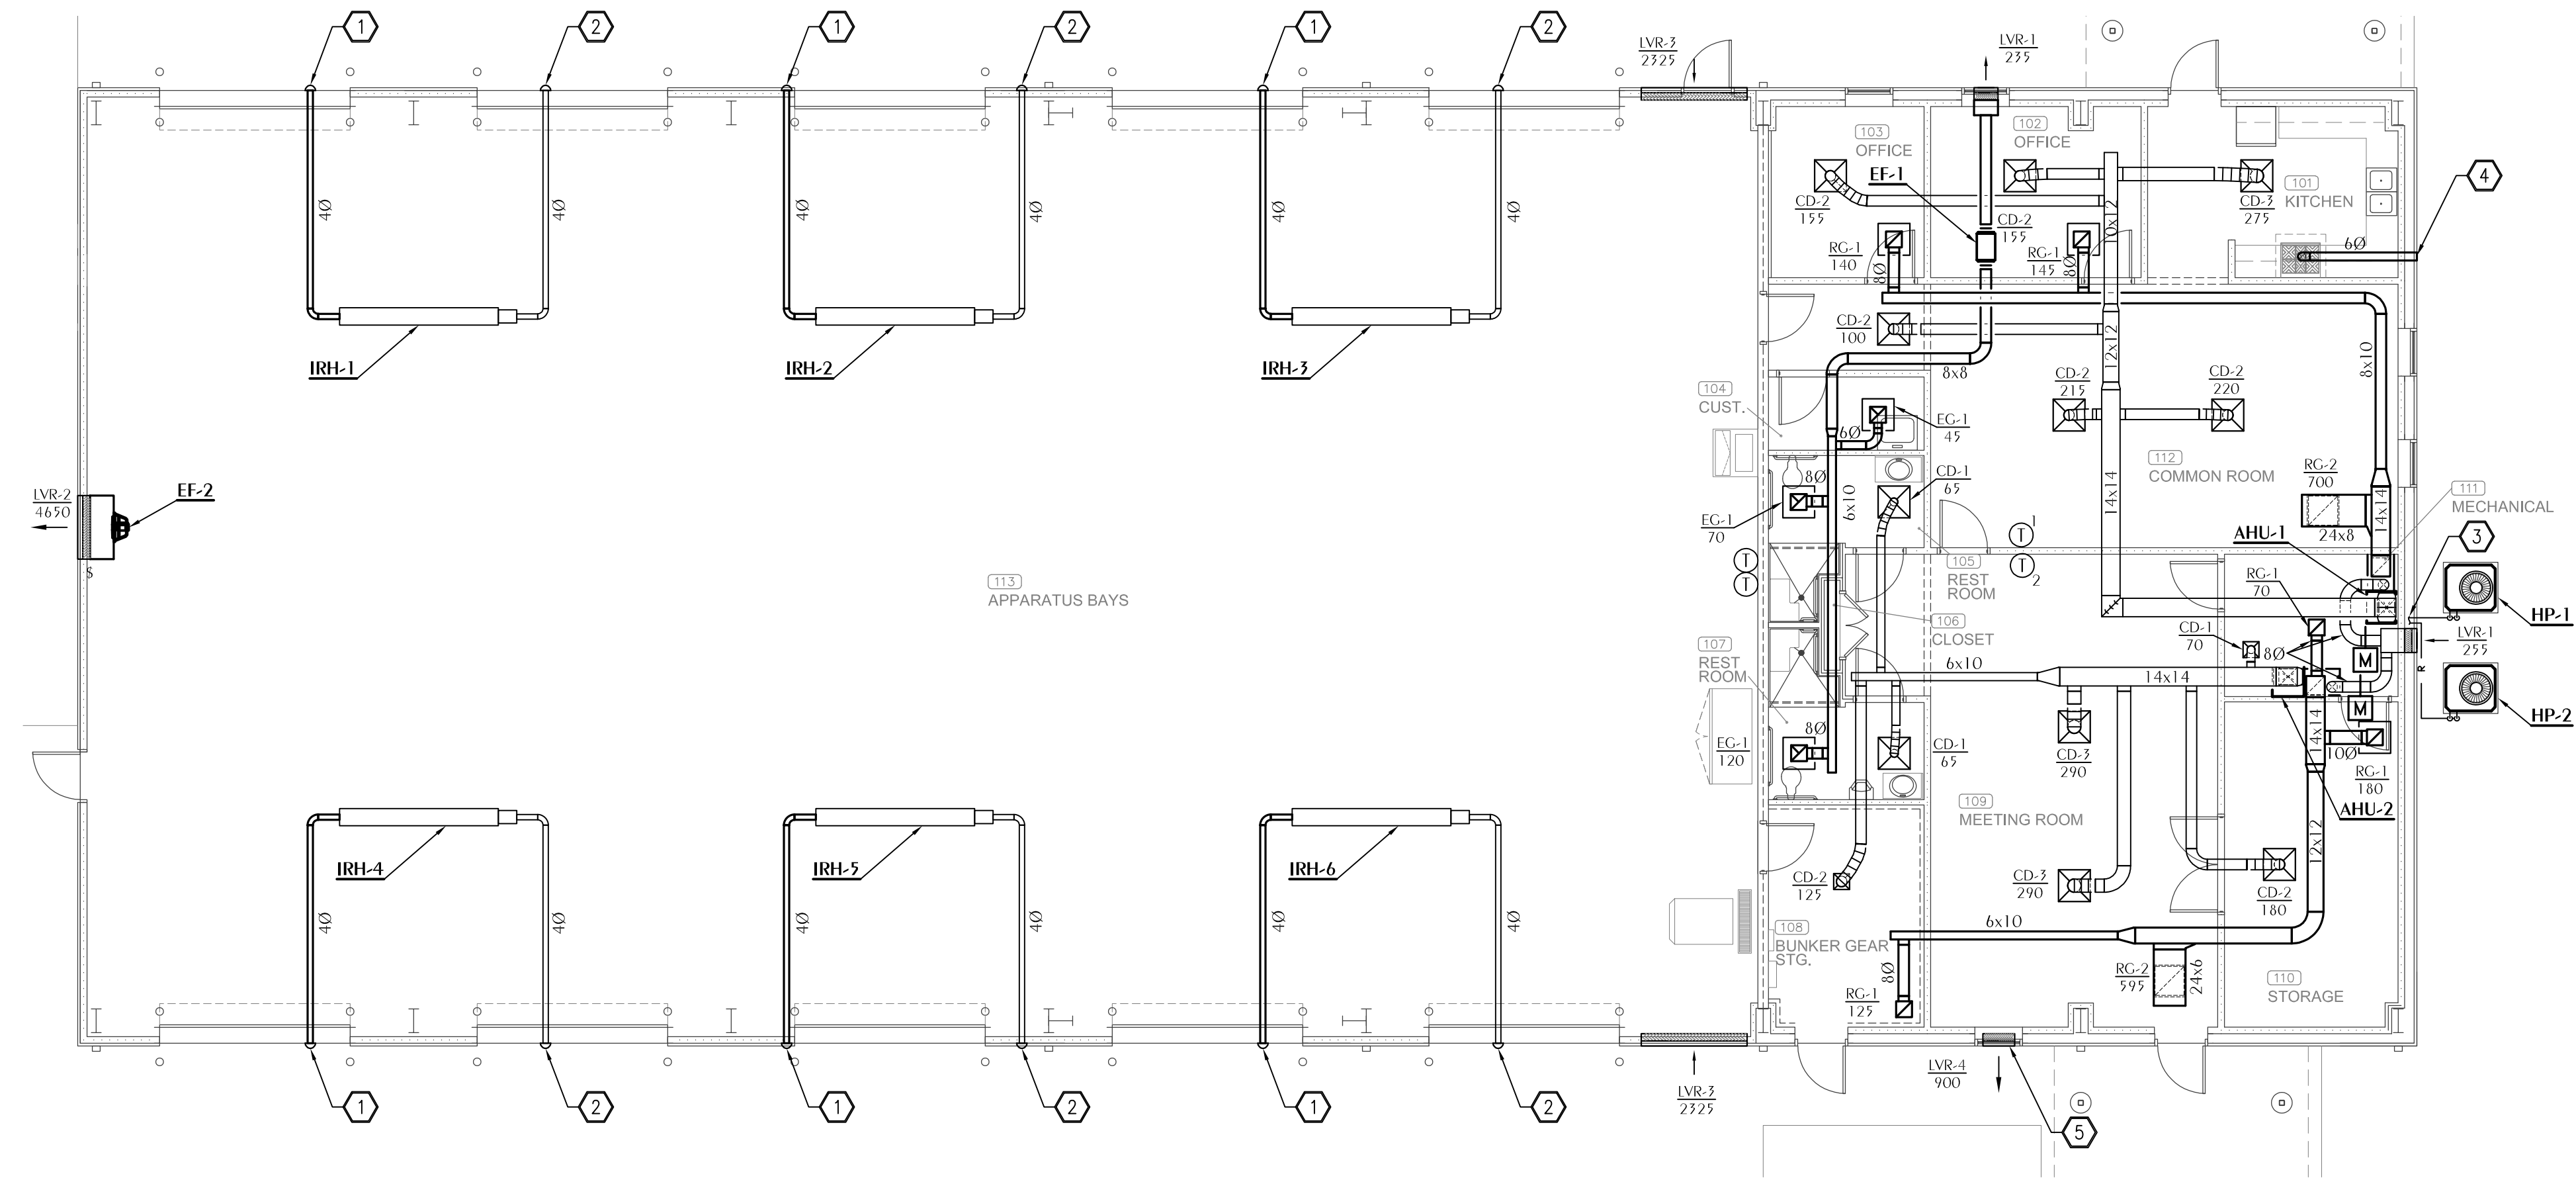 1
2
1
2
1
2
LVR-3
2325
LVR-1
235
103
OFFICE
102
OFFICE
EF-1
101
KITCHEN
4
CD-2
155
CD-2
155
CD-3
275
10x12
4Ø
4Ø
4Ø
4Ø
4Ø
4Ø
RG-1
140
8Ø
RG-1
145
8Ø
6Ø
CD-2
100
12x12
8x10
IRH-1
IRH-2
IRH-3
8x8
CD-2
215
CD-2
220
104
CUST.
EG-1
45
6Ø
112
COMMON ROOM
RG-2
700
8Ø
CD-1
65
6x10
14x14
14x14
111
MECHANICAL
LVR-2
4650
EF-2
$
EG-1
70
24x8
AHU-1
3
T
1
T
T
T
2
105
REST
ROOM
RG-1
70
113
APPARATUS BAYS
106
CLOSET
HP-1
CD-1
70
8Ø
M
LVR-1
255
107
REST
ROOM
6x10
14x14
R
M
HP-2
8Ø
EG-1
120
CD-1
65
CD-3
290
14x14
10Ø
RG-1
180
AHU-2
109
MEETING ROOM
12x12
IRH-4
IRH-5
IRH-6
CD-2
125
CD-3
290
CD-2
180
4Ø
4Ø
4Ø
4Ø
4Ø
4Ø
108
BUNKER GEAR
STG.
6x10
8Ø
RG-1
125
RG-2
595
24x6
110
STORAGE
LVR-3
2325
LVR-4
900
1
2
1
2
1
2
5